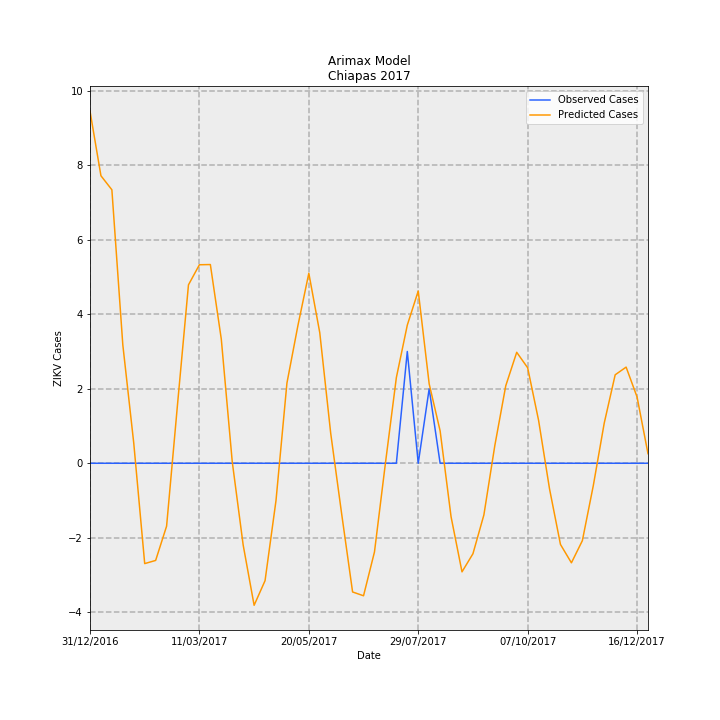 Arimax Model
Chiapas 2017
Observed Cases
Predicted Cases
10
8
6
4
2
0
−2
−4
ZIKV Cases
31/12/2016
11/03/2017
20/05/2017
29/07/2017
07/10/2017
16/12/2017
Date